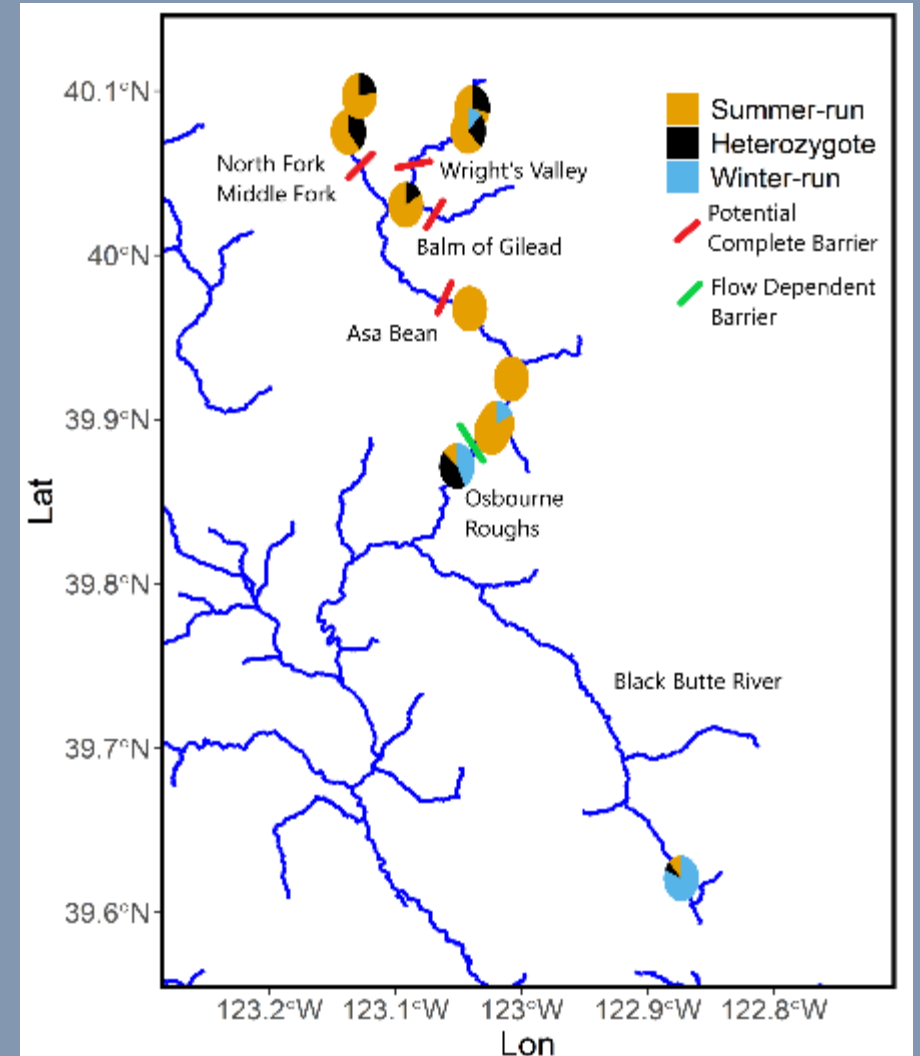 40.1°N
40°N
39.9°N
39.8°N
39.7°N
39.6°N
Lat
123.2°W
123.1°W
123°W
122.9°W
122.8°W
Lon
Summer-run
Heterozygote
Winter-run
Potential
Complete Barrier
Flow Dependent
Barrier
North Fork
Middle Fork
Wright's Valley
Balm of Gilead
Asa Bean
Osbourne
Roughs
Black Butte River